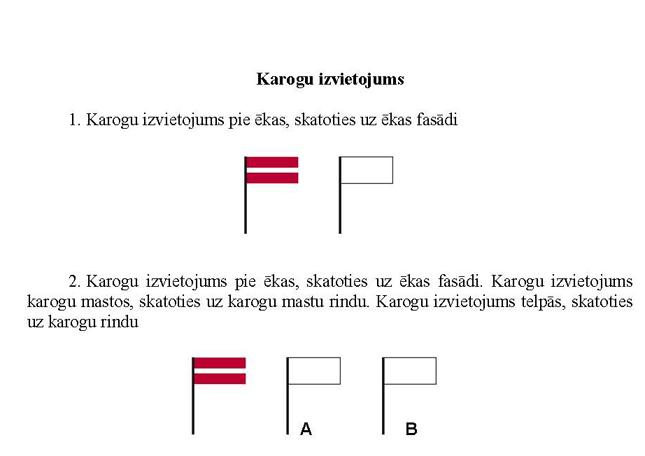 Karogu izvietojums
1. Karogu izvietojums pie ēkas, skatoties uz ēkas fasādi
2. Karogu izvietojums pie ēkas, skatoties uz ēkas fasādi. Karogu izvietojums
karogu mastos, skatoties uz karogu mastu rindu. Karogu izvietojums telpās, skatoties
uz karogu rindu
A B